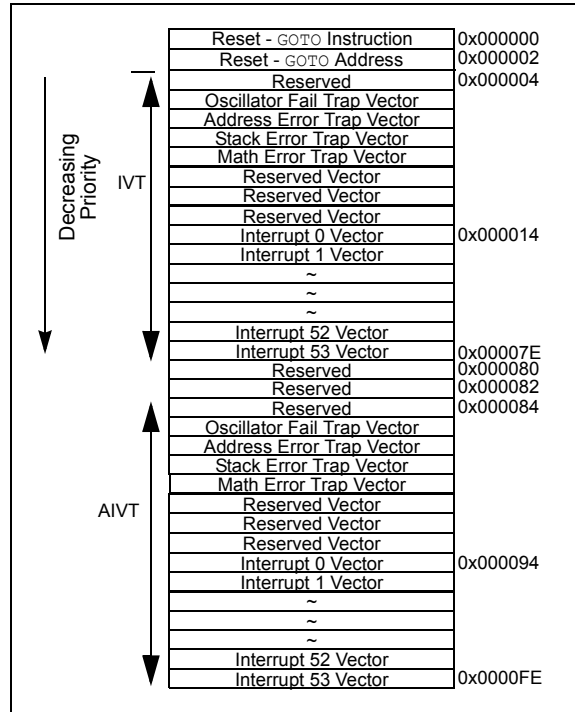 Reset - GOTO Instruction 0x000000
Reset - GOTO Address 0x000002
Reserved 0x000004
Oscillator Fail Trap Vector
Address Error Trap Vector
Stack Error Trap Vector
Math Error Trap Vector
Reserved Vector
Reserved Vector
Reserved Vector
Interrupt 0 Vector 0x000014
Interrupt 1 Vector
~
~
~
Interrupt 52 Vector
Interrupt 53 Vector 0x00007E
Reserved 0x000080
Reserved 0x000082
Reserved 0x000084
Oscillator Fail Trap Vector
Address Error Trap Vector
Stack Error Trap Vector
Math Error Trap Vector
Reserved Vector
Reserved Vector
Reserved Vector
Interrupt 0 Vector 0x000094
Interrupt 1 Vector
~
~
~
Interrupt 52 Vector
Interrupt 53 Vector 0x0000FE
Decreasing
Priority
IVT
AIVT